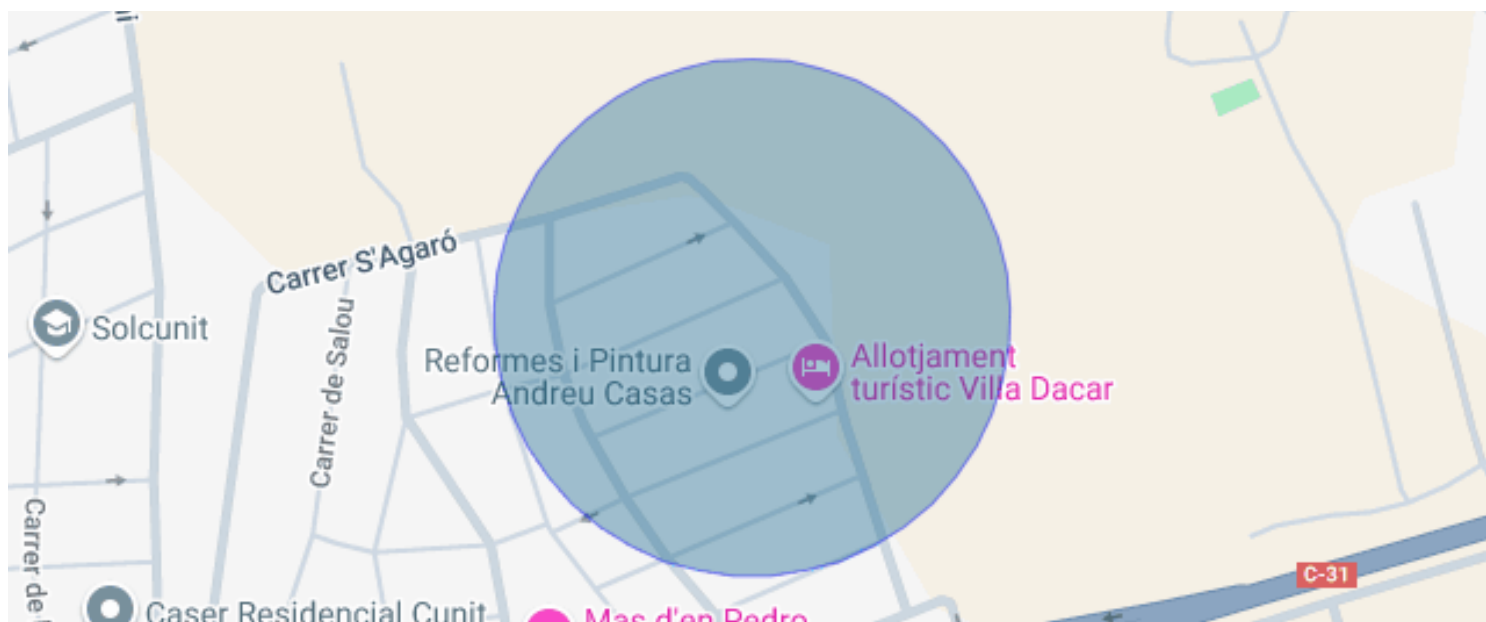 Carrer S'Agaró
Solcunit
Carrer de Salou
Reformes i Pintura
Andreu Casas
Allotjament
turístic Villa Dacar
Carrer de
C-31
Caser Residencial Cunit
Mas d'en Pedro